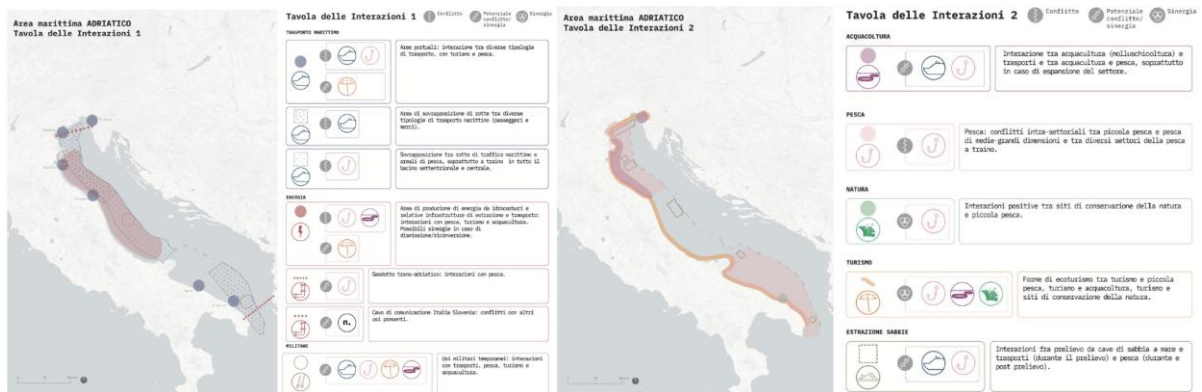 Area marittima ADRIATICO
Tavola delle Interazioni 1
Tavola delle Interazioni 1
Conflitto
Potenziale
conflitto/
sinergia
Sinergia
TRASPORTO MARITTIMO
Aree portuali: interazione tra diverse tipologie
di trasporto, con turismo e pesca.
Area di sovrapposizione di rotte tra diverse
tipologie di trasporto marittimo (passeggeri e
merci).
Sovrapposizione tra rotte di traffico marittimo e
areali di pesca, soprattutto a traino in tutto il
bacino settentrionale e centrale.
ENERGIA
Area di produzione di energia da idrocarburi e
relative infrastrutture di estrazione e trasporto:
interazioni con pesca, turismo e acquacoltura.
Possibili sinergie in caso di
dismissione/riconversione.
Gasdotto trans-adriatico: interazioni con pesca.
n.
Cavo di comunicazione Italia Slovenia: conflitti con altri
usi presenti.
MILITARE
Usi militari temporanei: interazioni
con trasporti, pesca, turismo e
acquacoltura.
Area marittima ADRIATICO
Tavola delle Interazioni 2
Tavola delle Interazioni 2
Conflitto
Potenziale
conflitto/
sinergia
Sinergia
ACQUACOLTURA
Interazione tra acquacoltura (molluschicoltura) e
trasporti e tra acquacoltura e pesca, soprattutto
in caso di espansione del settore.
PESCA
Pesca: conflitti intra-settoriali tra piccola pesca e pesca
di medie-grandi dimensioni e tra diversi settori della pesca
a traino.
NATURA
Interazioni positive tra siti di conservazione della natura
e piccola pesca.
TURISMO
Forme di ecoturismo tra turismo e piccola
pesca, turismo e acquacoltura, turismo e
siti di conservazione della natura.
ESTRAZIONE SABBIE
Interazioni fra prelievo da cave di sabbia a mare e
trasporti (durante il prelievo) e pesca (durante e
post prelievo).